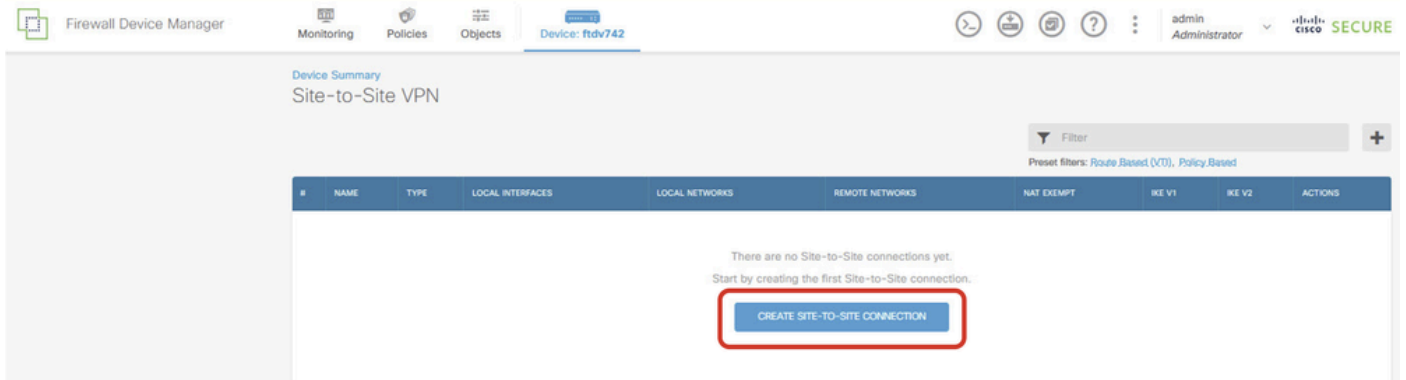 Firewall Device Manager
Monitoring
Policies
Objects
Device: ftdv742
admin
Administrator
CISCO SECURE
Device Summary
Site-to-Site VPN
Filter
Preset filters: Route Based (VTI), Policy Based
# NAME TYPE LOCAL INTERFACES LOCAL NETWORKS REMOTE NETWORKS NAT EXEMPT IKE V1 IKE V2 ACTIONS
There are no Site-to-Site connections yet.
Start by creating the first Site-to-Site connection.
CREATE SITE-TO-SITE CONNECTION